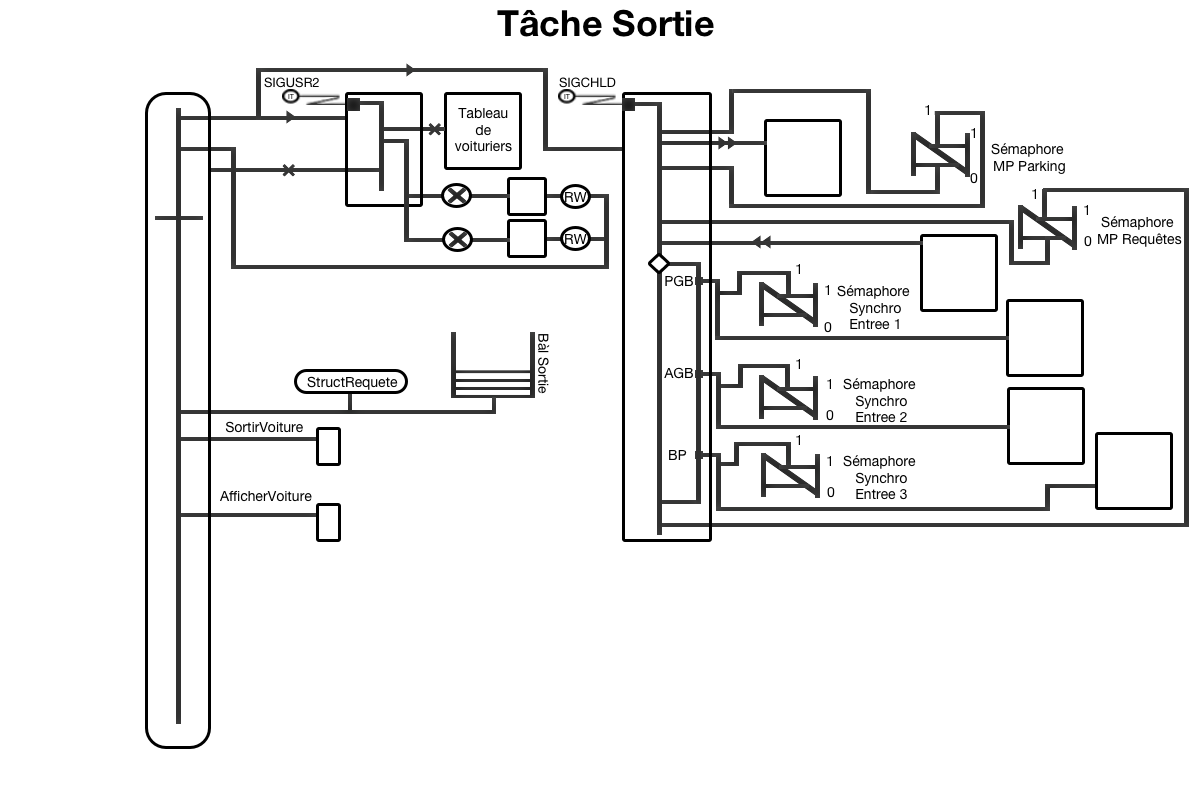 Tâche Sortie
SIGUSR2
IT
SIGCHLD
IT
Tableau
de
voituriers
RW
RW
1
1
0
Sémaphore
MP Parking
1
1
0
Sémaphore
MP Requêtes
PGB
1
1
0
Sémaphore
Synchro
Entree 1
AGB
1
1
0
Sémaphore
Synchro
Entree 2
BP
1
1
0
Sémaphore
Synchro
Entree 3
Bàl Sortie
StructRequete
SortirVoiture
AfficherVoiture